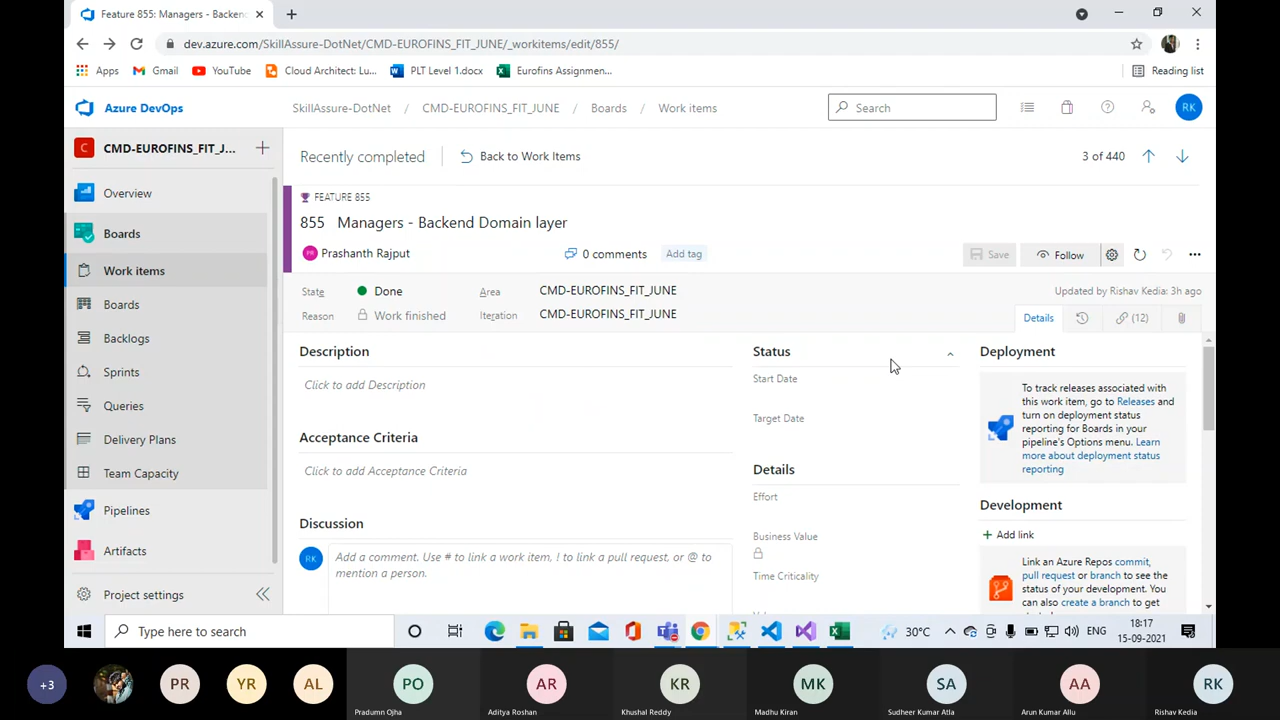 Feature 855: Managers - Backenc
dev.azure.com/SkillAssure-DotNet/CMD-EUROFINS_FIT_JUNE/_workitems/edit/855/
Apps
Gmail
YouTube
Cloud Architect: Lu...
PLT Level 1.docx
Eurofins Assignmen...
Reading list
Azure DevOps
SkillAssure-DotNet / CMD-EUROFINS_FIT_JUNE / Boards / Work items
Search
RK
C
CMD-EUROFINS_FIT_J...
Recently completed
Back to Work Items
3 of 440
Overview
Boards
Work items
Boards
Backlogs
Sprints
Queries
Delivery Plans
Team Capacity
Pipelines
Artifacts
Project settings
FEATURE 855
855 Managers - Backend Domain layer
PR
Prashanth Rajput
0 comments
Add tag
Save
Follow
State
Done
Area
CMD-EUROFINS_FIT_JUNE
Updated by Rishav Kedia: 3h ago
Reason
Work finished
Iteration
CMD-EUROFINS_FIT_JUNE
Details
(12)
Description
Click to add Description
Acceptance Criteria
Click to add Acceptance Criteria
Discussion
RK
Add a comment. Use # to link a work item, ! to link a pull request, or @ to
mention a person.
Status
Start Date
Target Date
Details
Effort
Business Value
Time Criticality
Deployment
To track releases associated with
this work item, go to Releases and
turn on deployment status
reporting for Boards in your
pipeline's Options menu. Learn
more about deployment status
reporting
Development
Add link
Link an Azure Repos commit,
pull request or branch to see the
status of your development. You
can also create a branch to get
Type here to search
30°C
ENG
18:17
15-09-2021
+3
PR
YR
AL
PO
Pradumn Ojha
AR
Aditya Roshan
KR
Khushal Reddy
MK
Madhu Kiran
SA
Sudheer Kumar Atla
AA
Arun Kumar Allu
RK
Rishav Kedia